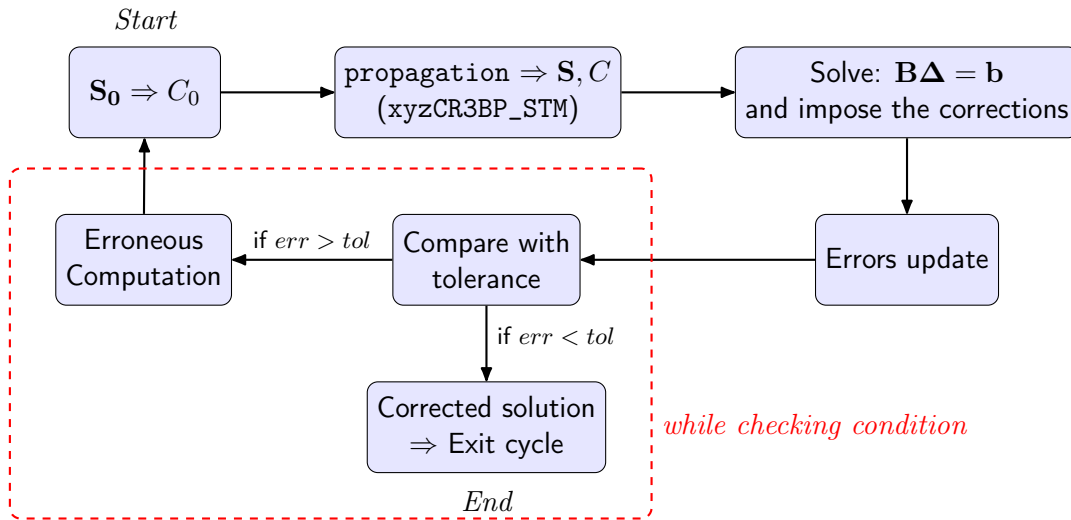 Start
S₀ ⇒ C₀
propagation ⇒ S, C
(xyzCR3BP_STM)
Solve: BΔ = b
and impose the corrections
Erroneous
Computation
if err > tol
Compare with
tolerance
Errors update
if err < tol
Corrected solution
⇒ Exit cycle
while checking condition
End